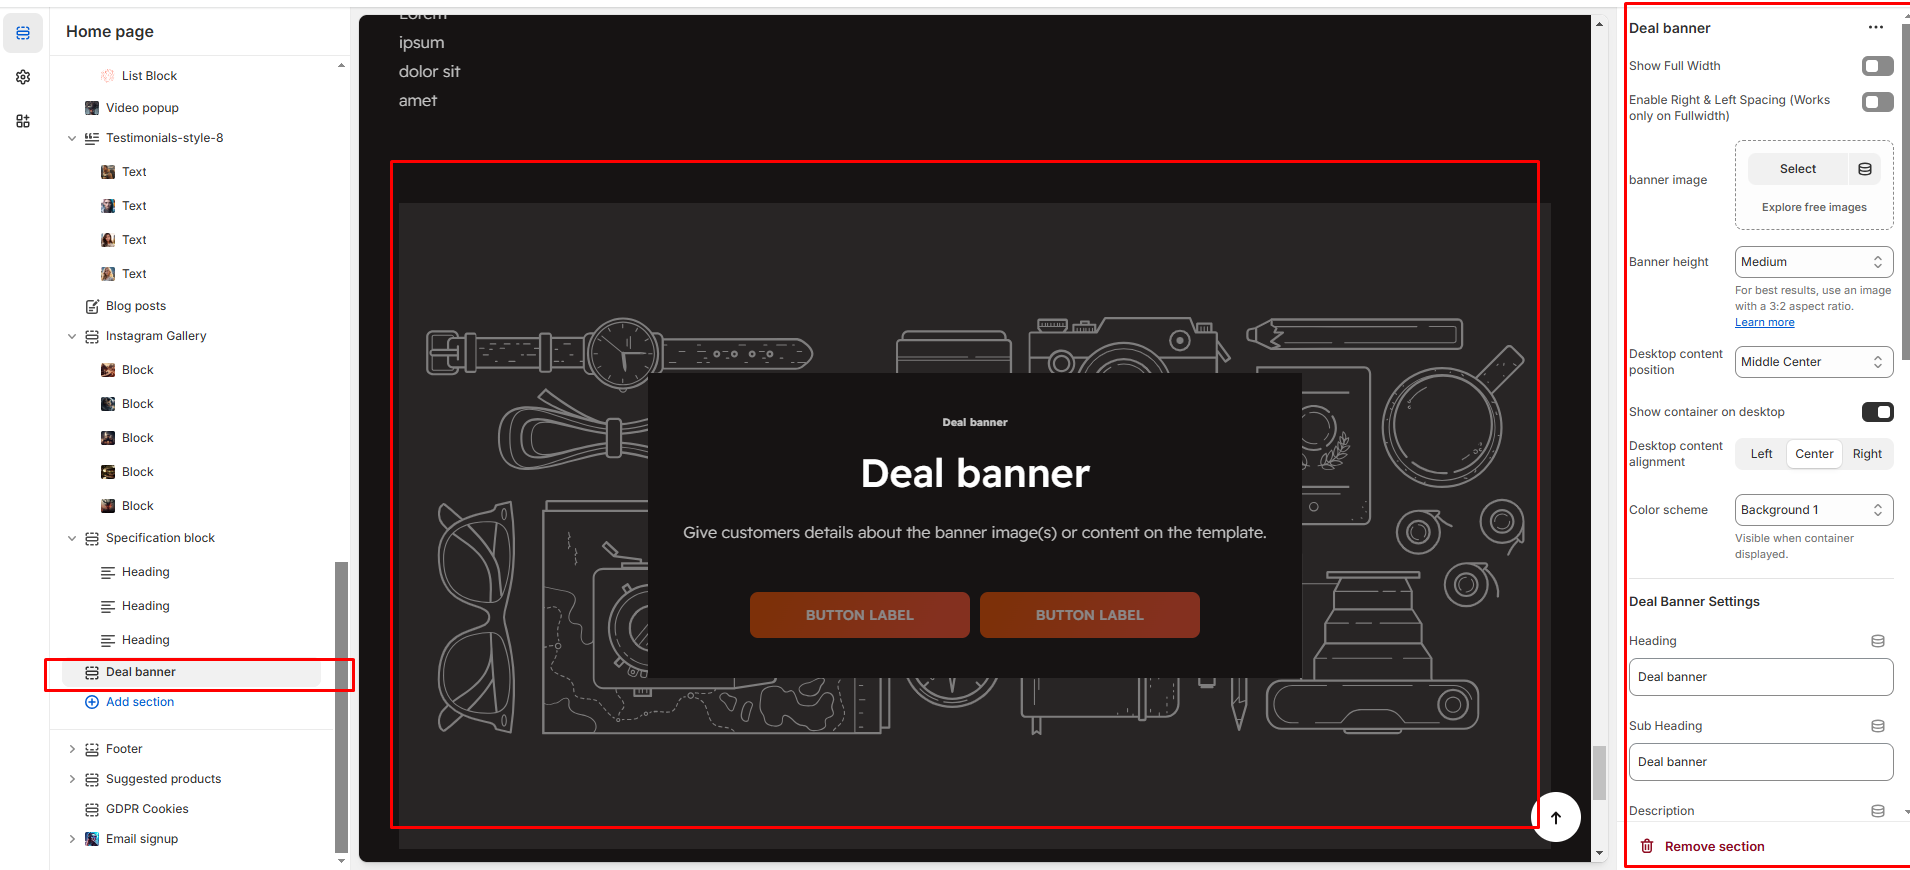 Home page
List Block
Video popup
Testimonials-style-8
Text
Text
Text
Text
Blog posts
Instagram Gallery
Block
Block
Block
Block
Block
Specification block
Heading
Heading
Heading
Deal banner
Add section
Footer
Suggested products
GDPR Cookies
Email signup
Lorem
ipsum
dolor sit
amet
Deal banner
Deal banner
Give customers details about the banner image(s) or content on the template.
BUTTON LABEL
BUTTON LABEL
Deal banner
Show Full Width
Enable Right & Left Spacing (Works
only on Fullwidth)
banner image
Select
Explore free images
Banner height
Medium
For best results, use an image
with a 3:2 aspect ratio.
Learn more
Desktop content
position
Middle Center
Show container on desktop
Desktop content
alignment
Left
Center
Right
Color scheme
Background 1
Visible when container
displayed.
Deal Banner Settings
Heading
Deal banner
Sub Heading
Deal banner
Description
Remove section